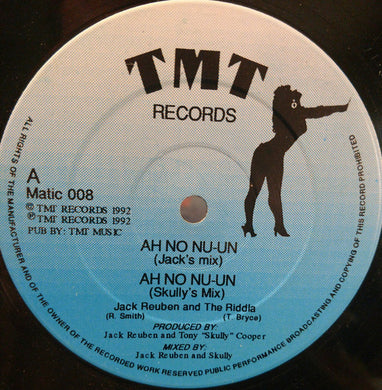 TMT
RECORDS
A
Matic 008
© TMT RECORDS 1992
℗ TMT RECORDS 1992
PUB BY: TMT MUSIC
AH NO NU-UN
(Jack's mix)
AH NO NU-UN
(Skully's Mix)
Jack Reuben and The Riddla
(R. Smith) (T. Bryce)
PRODUCED BY:
Jack Reuben and Tony "Skully" Cooper
MIXED BY:
Jack Reuben and Skully
ALL RIGHTS OF THE MANUFACTURER AND OF THE OWNER OF THE RECORDED WORK RESERVED PUBLIC PERFORMANCE BROADCASTING AND COPYING OF THIS RECORD PROHIBITED